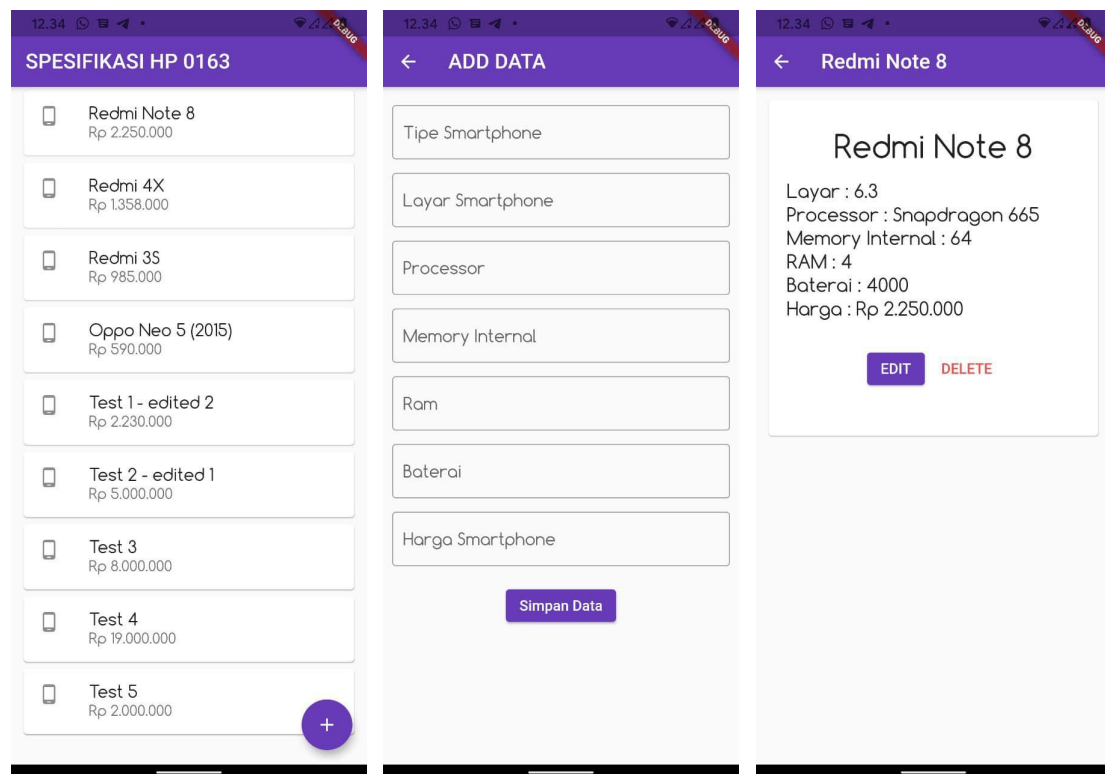 12.34
DEBUG
SPESIFIKASI HP 0163
Redmi Note 8
Rp 2.250.000
Redmi 4X
Rp 1.358.000
Redmi 3S
Rp 985.000
Oppo Neo 5 (2015)
Rp 590.000
Test 1 - edited 2
Rp 2.230.000
Test 2 - edited 1
Rp 5.000.000
Test 3
Rp 8.000.000
Test 4
Rp 19.000.000
Test 5
Rp 2.000.000
+
12.34
DEBUG
ADD DATA
Tipe Smartphone
Layar Smartphone
Processor
Memory Internal
Ram
Baterai
Harga Smartphone
Simpan Data
12.34
DEBUG
Redmi Note 8
Redmi Note 8
Layar : 6.3
Processor : Snapdragon 665
Memory Internal : 64
RAM : 4
Baterai : 4000
Harga : Rp 2.250.000
EDIT DELETE